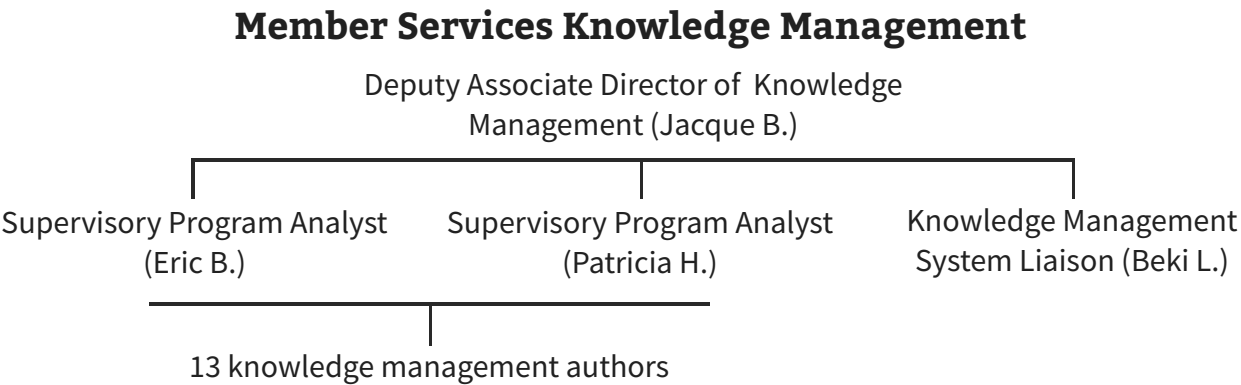 Member Services Knowledge Management
Deputy Associate Director of Knowledge
Management (Jacque B.)
Supervisory Program Analyst
(Eric B.)
Supervisory Program Analyst
(Patricia H.)
Knowledge Management
System Liaison (Beki L.)
13 knowledge management authors